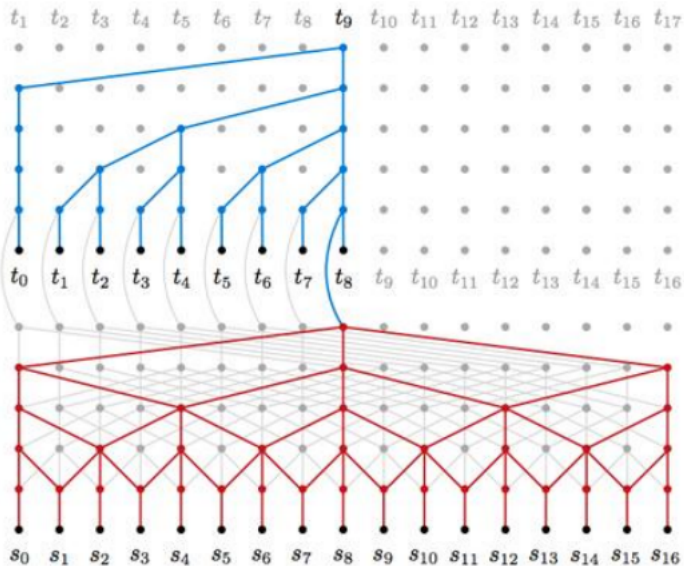 t₁ t₂ t₃ t₄ t₅ t₆ t₇ t₈ t₉ t₁₀ t₁₁ t₁₂ t₁₃ t₁₄ t₁₅ t₁₆ t₁₇
t₀ t₁ t₂ t₃ t₄ t₅ t₆ t₇ t₈ t₉ t₁₀ t₁₁ t₁₂ t₁₃ t₁₄ t₁₅ t₁₆
s₀ s₁ s₂ s₃ s₄ s₅ s₆ s₇ s₈ s₉ s₁₀ s₁₁ s₁₂ s₁₃ s₁₄ s₁₅ s₁₆